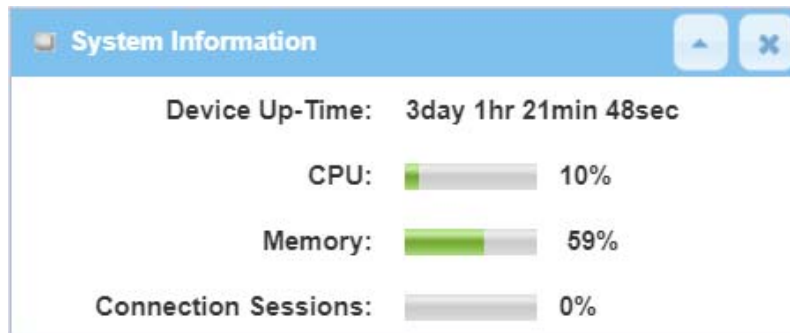 System Information
Device Up-Time: 3day 1hr 21min 48sec
CPU: 10%
Memory: 59%
Connection Sessions: 0%